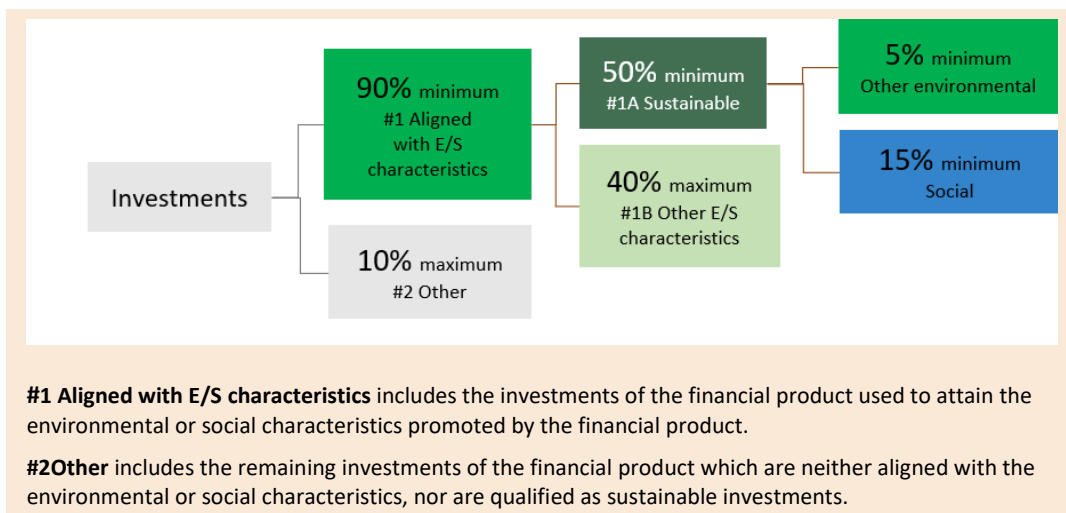 Investments
90% minimum
#1 Aligned
with E/S
characteristics
10% maximum
#2 Other
50% minimum
#1A Sustainable
40% maximum
#1B Other E/S
characteristics
5% minimum
Other environmental
15% minimum
Social
#1 Aligned with E/S characteristics includes the investments of the financial product used to attain the
environmental or social characteristics promoted by the financial product.
#2Other includes the remaining investments of the financial product which are neither aligned with the
environmental or social characteristics, nor are qualified as sustainable investments.